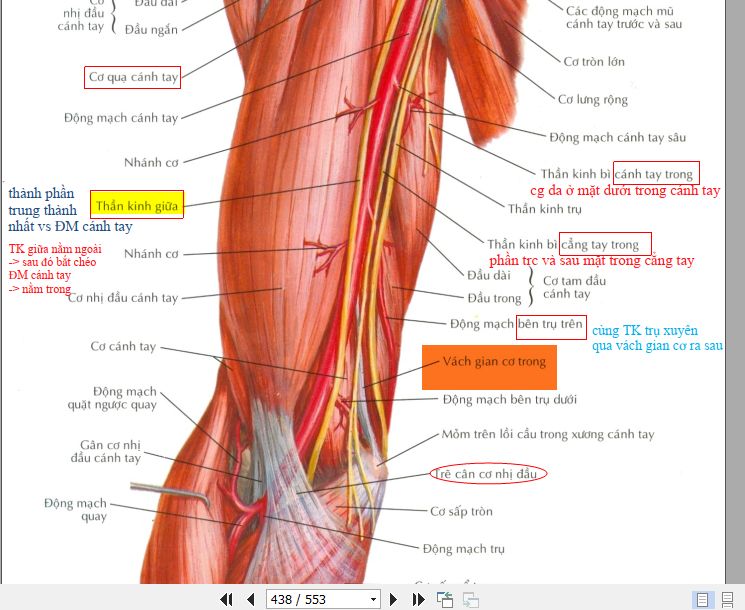 Cơ
nhị đầu
cánh tay
Đầu dài
Đầu ngắn
Cơ quạ cánh tay
Động mạch cánh tay
Nhánh cơ
thành phần
trung thành
nhất vs ĐM cánh tay
Thần kinh giữa
TK giữa nằm ngoài
-> sau đó bắt chéo
ĐM cánh tay
-> nằm trong
Nhánh cơ
Cơ nhị đầu cánh tay
Cơ cánh tay
Động mạch
quặt ngược quay
Gân cơ nhị
đầu cánh tay
Động mạch
quay
Các động mạch mũ
cánh tay trước và sau
Cơ tròn lớn
Cơ lưng rộng
Động mạch cánh tay sâu
Thần kinh bì cánh tay trong
cg da ở mặt dưới trong cánh tay
Thần kinh trụ
Thần kinh bì cẳng tay trong
phần trc và sau mặt trong cẳng tay
Đầu dài
Đầu trong
Cơ tam đầu
cánh tay
Động mạch bên trụ trên
cùng TK trụ xuyên
qua vách gian cơ ra sau
Vách gian cơ trong
Động mạch bên trụ dưới
Mỏm trên lồi cầu trong xương cánh tay
Trẽ cân cơ nhị đầu
Cơ sấp tròn
Động mạch trụ
438 / 553